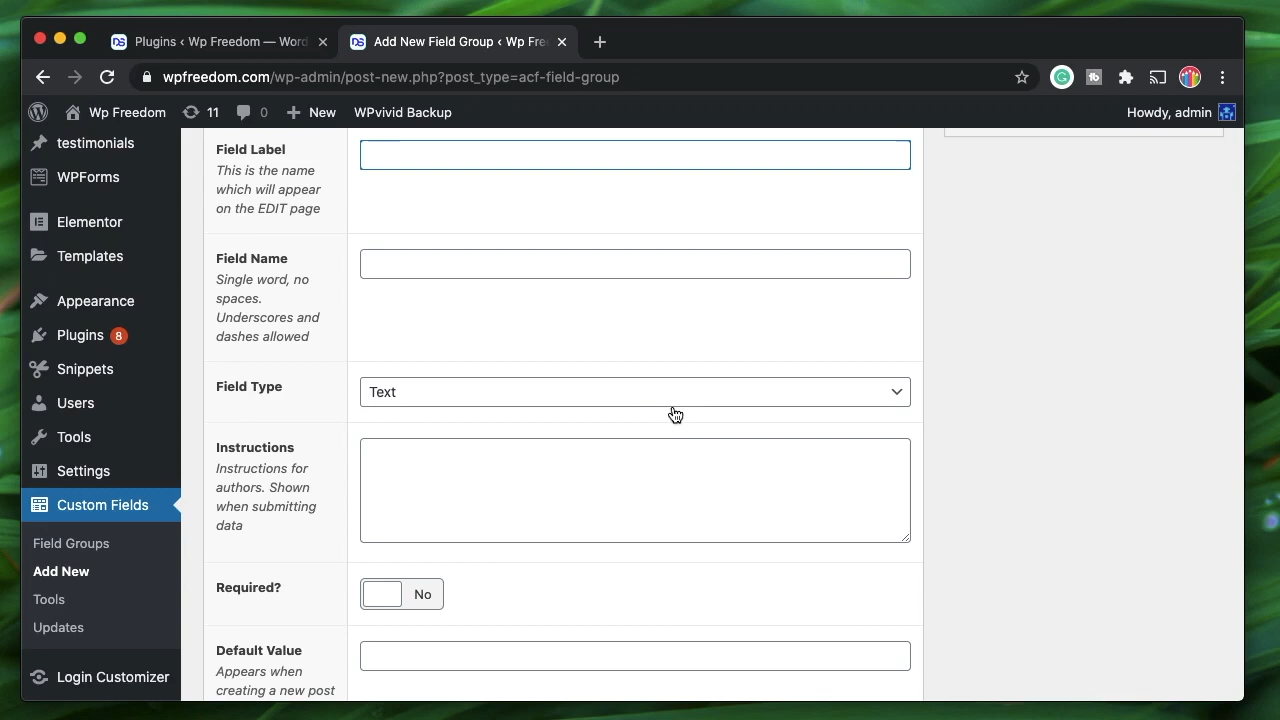 Plugins ‹ Wp Freedom — Word
Add New Field Group ‹ Wp Fre
wpfreedom.com/wp-admin/post-new.php?post_type=acf-field-group
Wp Freedom 11 0 New WPvivid Backup Howdy, admin
testimonials
WPForms
Elementor
Templates
Appearance
Plugins 8
Snippets
Users
Tools
Settings
Custom Fields
Field Groups
Add New
Tools
Updates
Login Customizer
Field Label
This is the name
which will appear
on the EDIT page
Field Name
Single word, no
spaces.
Underscores and
dashes allowed
Field Type
Text
Instructions
Instructions for
authors. Shown
when submitting
data
Required?
No
Default Value
Appears when
creating a new post